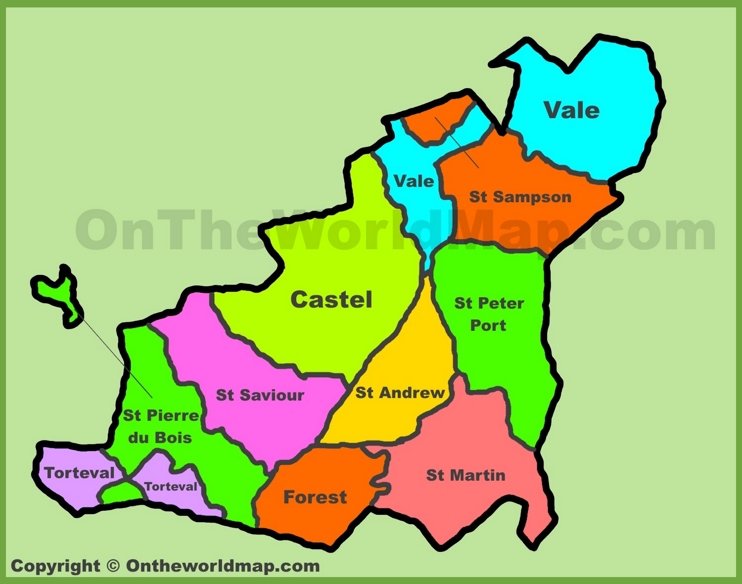 Vale
Vale
St Sampson
OnTheWorldMap.com
Castel
St Peter
Port
St Andrew
St Saviour
St Pierre
du Bois
Torteval
Torteval
Forest
St Martin
Copyright © Ontheworldmap.com